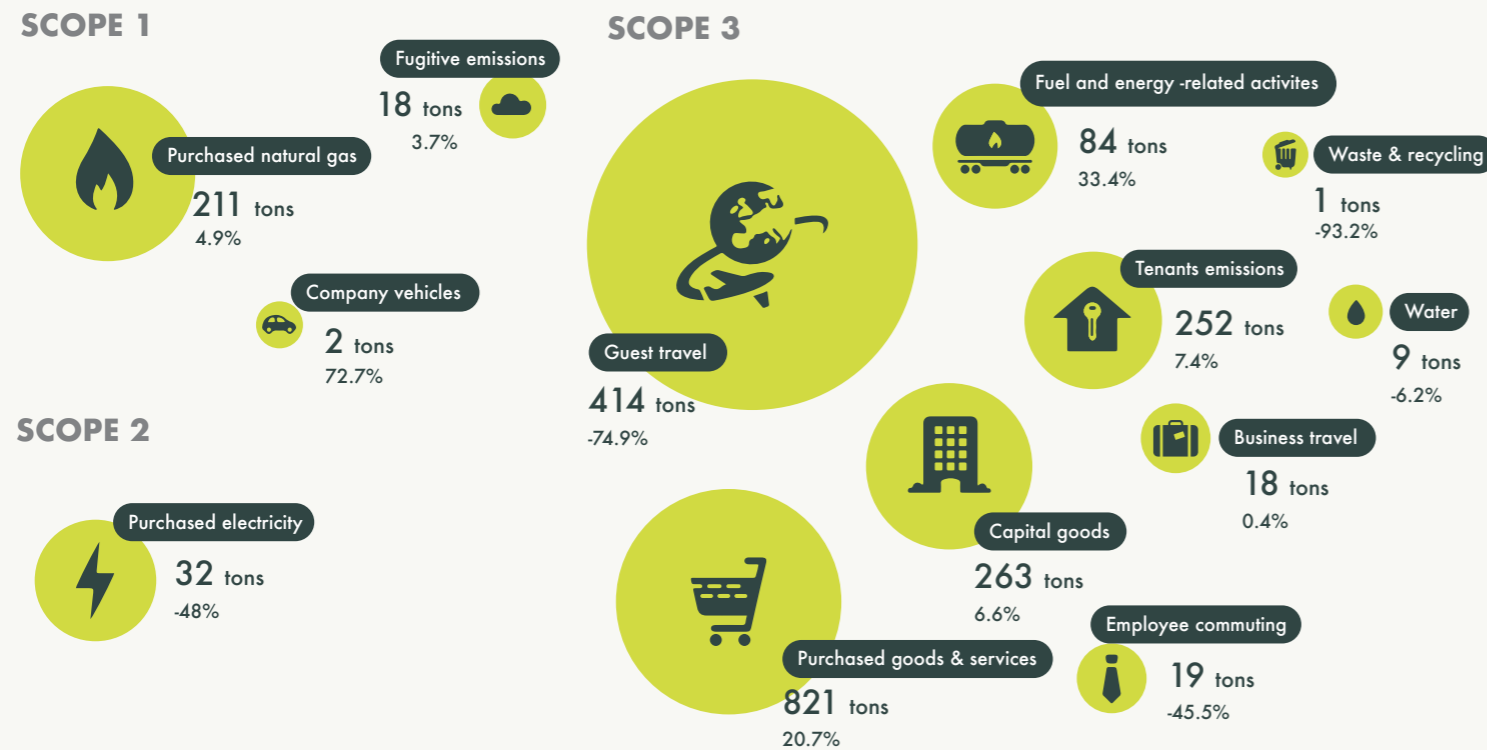 SCOPE 1
Fugitive emissions
18 tons
3.7%
Purchased natural gas
211 tons
4.9%
Company vehicles
2 tons
72.7%
SCOPE 2
Purchased electricity
32 tons
-48%
SCOPE 3
Fuel and energy -related activites
84 tons
33.4%
Waste & recycling
1 tons
-93.2%
Tenants emissions
252 tons
7.4%
Water
9 tons
-6.2%
Guest travel
414 tons
-74.9%
Business travel
18 tons
0.4%
Capital goods
263 tons
6.6%
Employee commuting
19 tons
-45.5%
Purchased goods & services
821 tons
20.7%